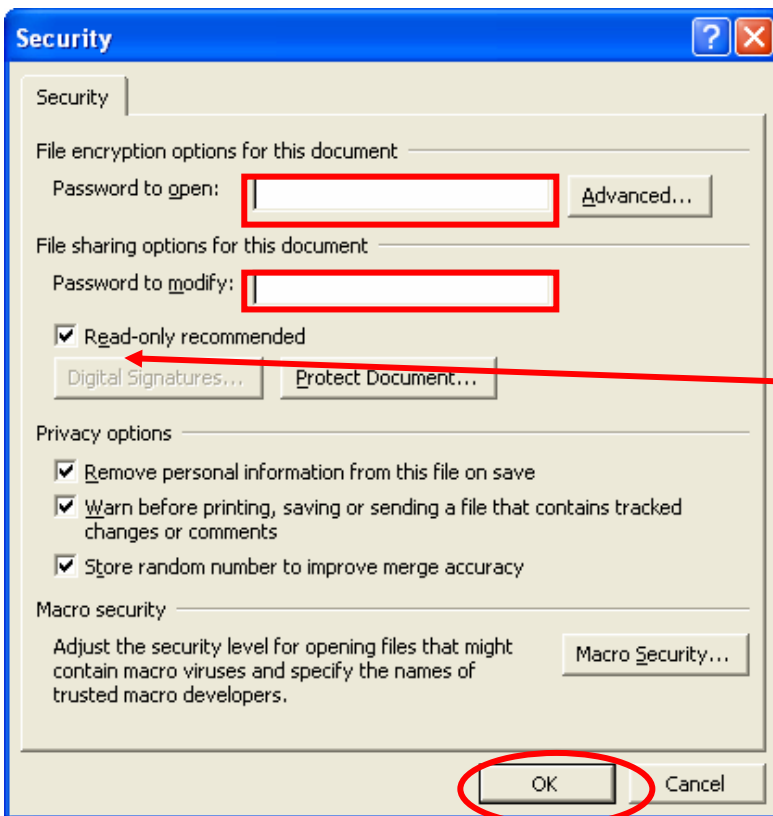 Security
?
Security
File encryption options for this document
Password to open:
Advanced...
File sharing options for this document
Password to modify:
Read-only recommended
Digital Signatures...
Protect Document...
Privacy options
Remove personal information from this file on save
Warn before printing, saving or sending a file that contains tracked
changes or comments
Store random number to improve merge accuracy
Macro security
Adjust the security level for opening files that might
contain macro viruses and specify the names of
trusted macro developers.
Macro Security...
OK
Cancel